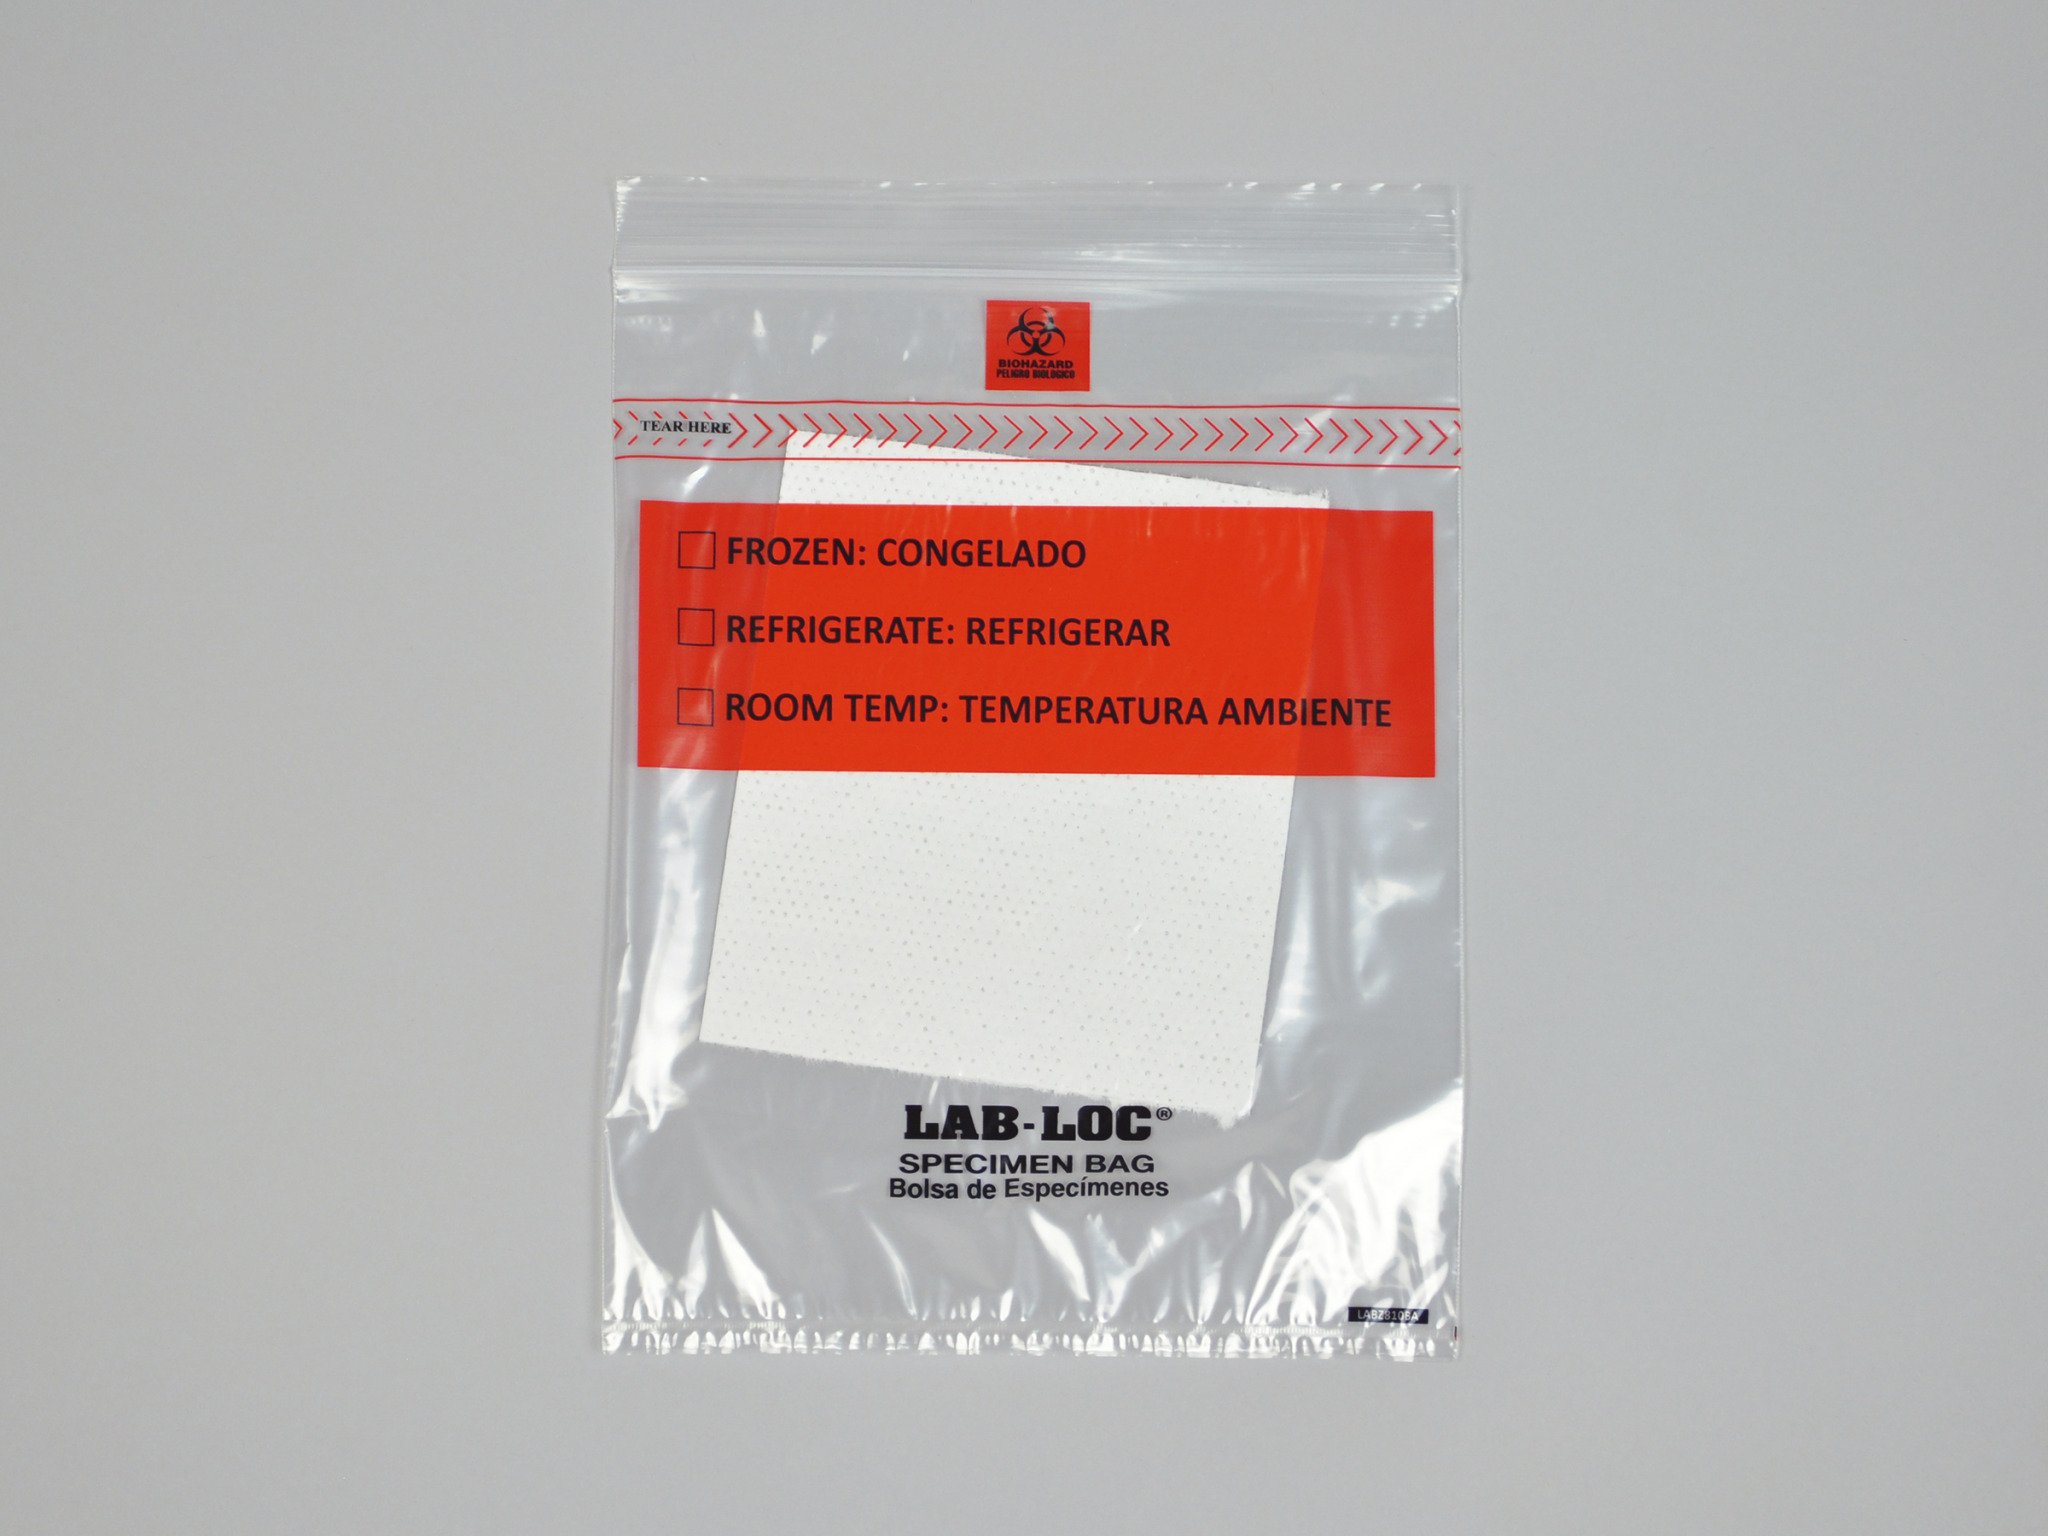 BIOHAZARD
PELIGRO BIOLOGICO
TEAR HERE
FROZEN: CONGELADO
REFRIGERATE: REFRIGERAR
ROOM TEMP: TEMPERATURA AMBIENTE
LAB-LOC®
SPECIMEN BAG
Bolsa de Especímenes
LABZ810BA